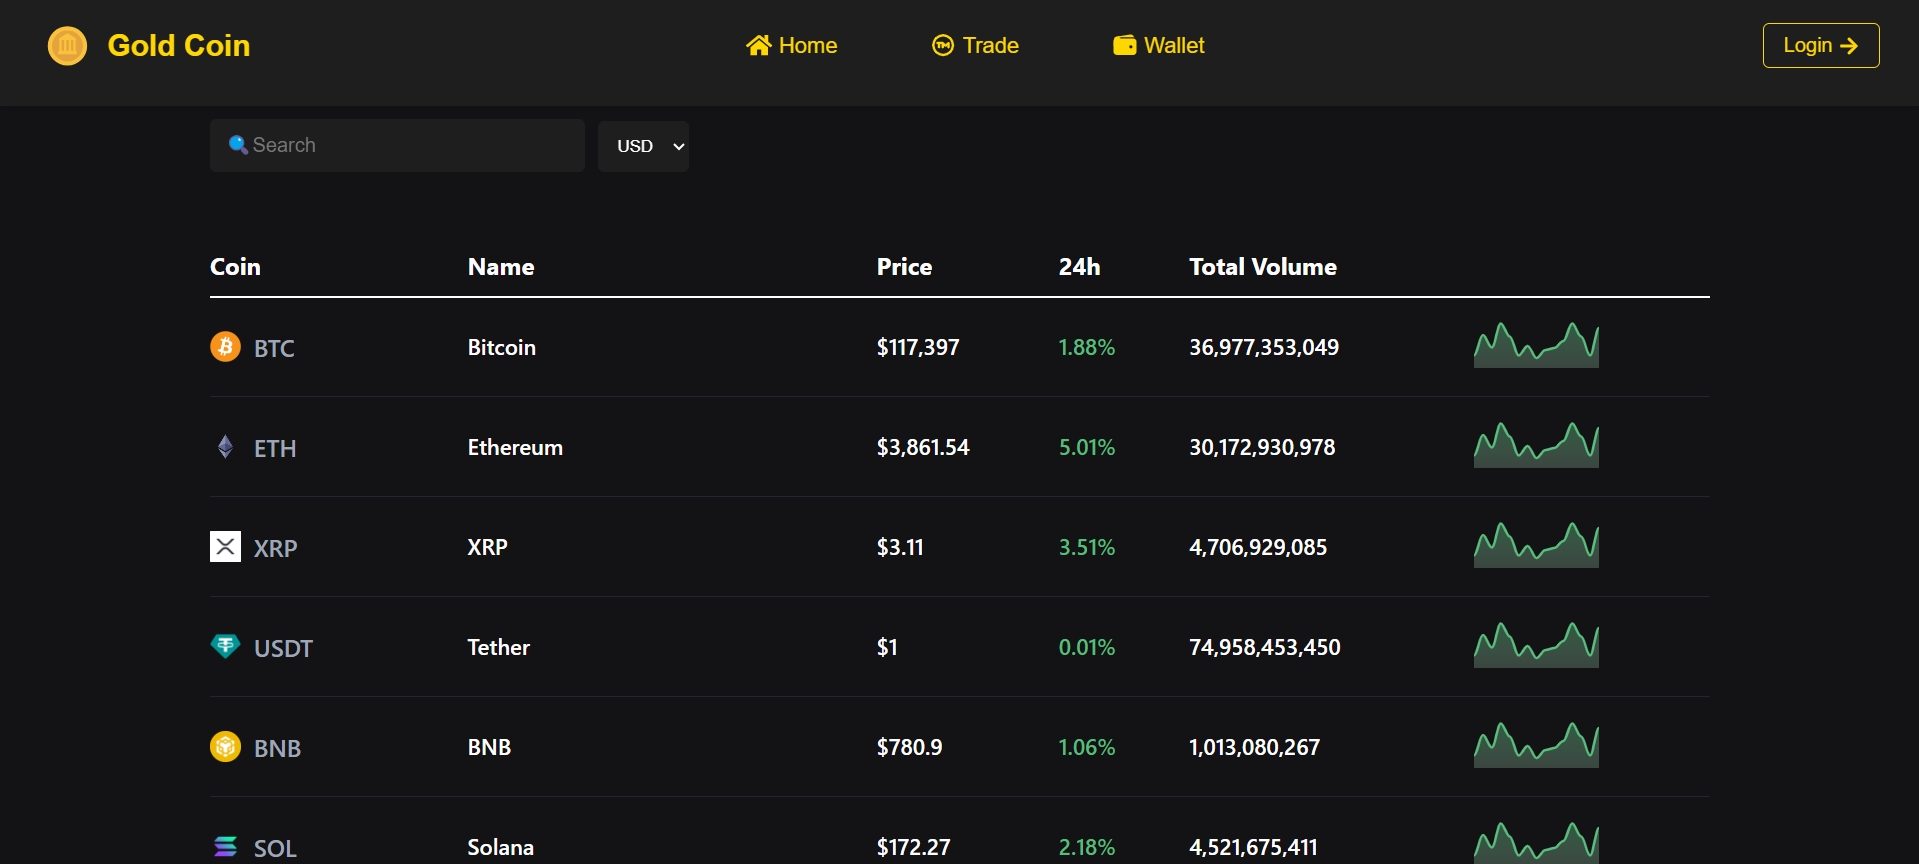 Gold Coin Home Trade Wallet Login
Search USD
Coin Name Price 24h Total Volume
BTC Bitcoin $117,397 1.88% 36,977,353,049
ETH Ethereum $3,861.54 5.01% 30,172,930,978
XRP XRP $3.11 3.51% 4,706,929,085
USDT Tether $1 0.01% 74,958,453,450
BNB BNB $780.9 1.06% 1,013,080,267
SOL Solana $172.27 2.18% 4,521,675,411